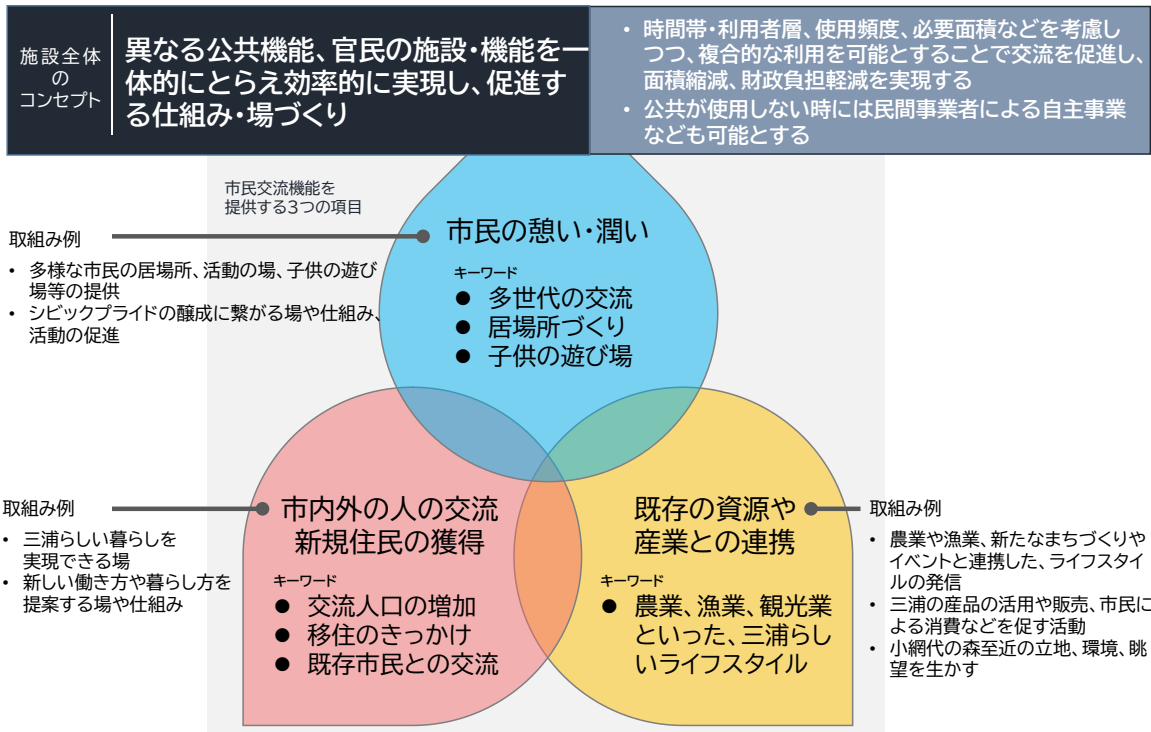 施設全体
の
コンセプト
異なる公共機能、官民の施設・機能を一
体的にとらえ効率的に実現し、促進す
る仕組み・場づくり
• 時間帯・利用者層、使用頻度、必要面積などを考慮し
つつ、複合的な利用を可能とすることで交流を促進し、
面積縮減、財政負担軽減を実現する
• 公共が使用しない時には民間事業者による自主事業
なども可能とする
市民交流機能を
提供する3つの項目
取組み例
• 多様な市民の居場所、活動の場、子供の遊び
場等の提供
• シビックプライドの醸成に繋がる場や仕組み、
活動の促進
市民の憩い・潤い
キーワード
● 多世代の交流
● 居場所づくり
● 子供の遊び場
取組み例
• 三浦らしい暮らしを
実現できる場
• 新しい働き方や暮らし方を
提案する場や仕組み
市内外の人の交流
新規住民の獲得
キーワード
● 交流人口の増加
● 移住のきっかけ
● 既存市民との交流
既存の資源や
産業との連携
キーワード
● 農業、漁業、観光業
といった、三浦らし
いライフスタイル
取組み例
• 農業や漁業、新たなまちづくりや
イベントと連携した、ライフスタイ
ルの発信
• 三浦の産品の活用や販売、市民に
よる消費などを促す活動
• 小網代の森至近の立地、環境、眺
望を生かす